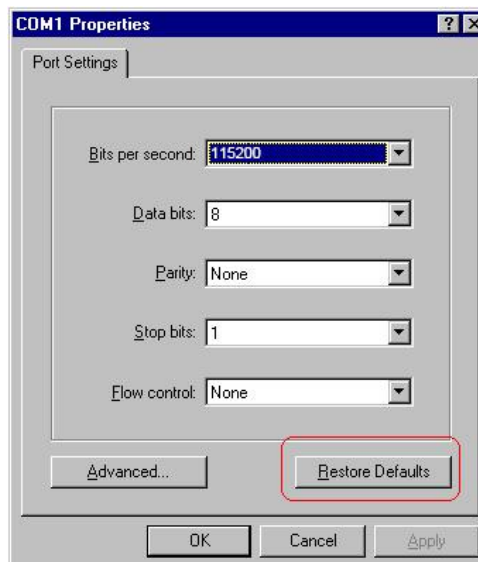 COM1 Properties
Port Settings
Bits per second: 115200
Data bits: 8
Parity: None
Stop bits: 1
Flow control: None
Advanced... Restore Defaults
OK Cancel Apply